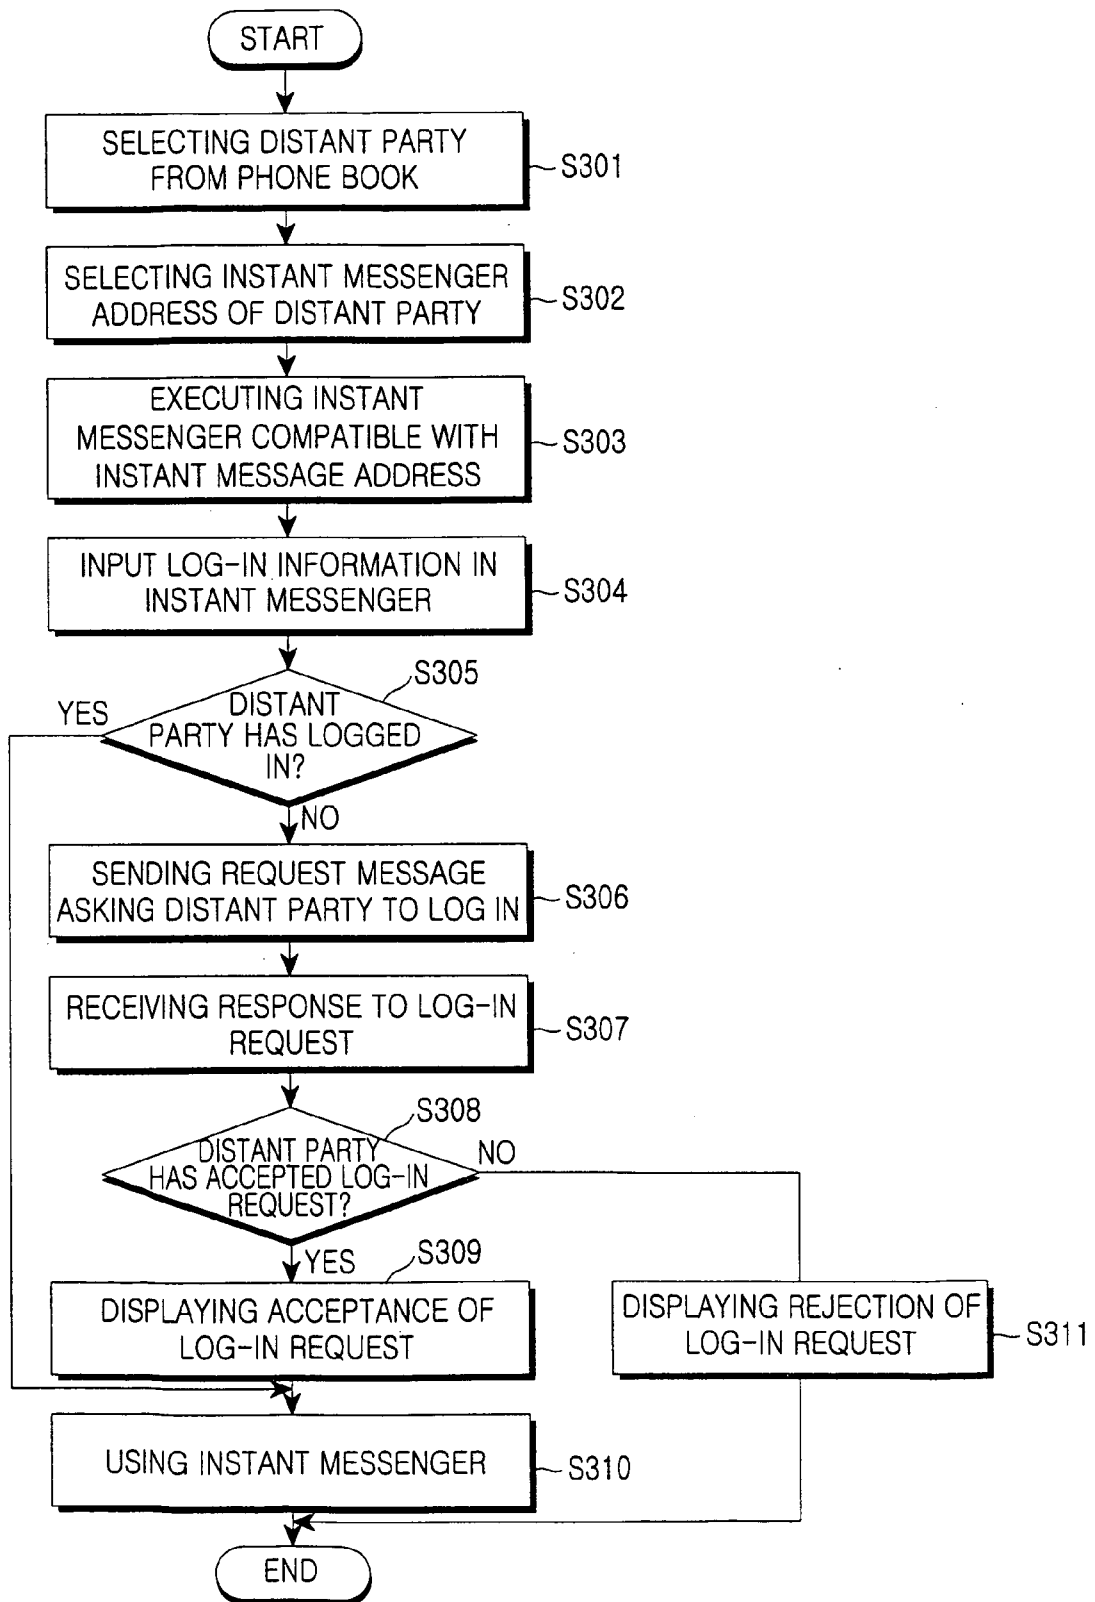 START
SELECTING DISTANT PARTY
FROM PHONE BOOK
S301
SELECTING INSTANT MESSENGER
ADDRESS OF DISTANT PARTY
S302
EXECUTING INSTANT
MESSENGER COMPATIBLE WITH
INSTANT MESSAGE ADDRESS
S303
INPUT LOG-IN INFORMATION IN
INSTANT MESSENGER
S304
S305
YES
DISTANT
PARTY HAS LOGGED
IN?
NO
SENDING REQUEST MESSAGE
ASKING DISTANT PARTY TO LOG IN
S306
RECEIVING RESPONSE TO LOG-IN
REQUEST
S307
S308
DISTANT PARTY
HAS ACCEPTED LOG-IN
REQUEST?
NO
YES
S309
DISPLAYING ACCEPTANCE OF
LOG-IN REQUEST
DISPLAYING REJECTION OF
LOG-IN REQUEST
S311
USING INSTANT MESSENGER
S310
END